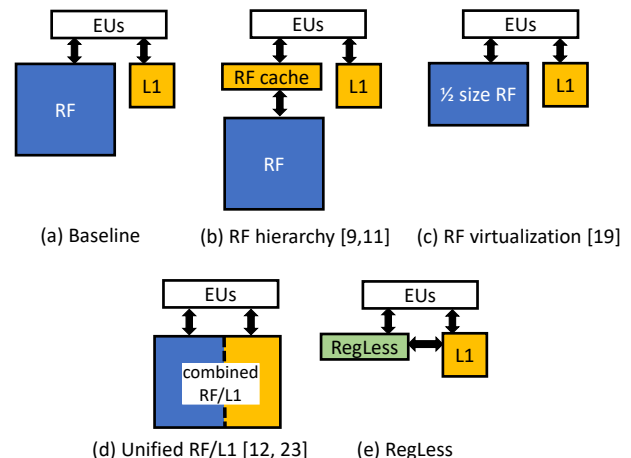 EUs
RF
L1
(a) Baseline
EUs
RF cache
L1
RF
(b) RF hierarchy [9,11]
EUs
½ size RF
L1
(c) RF virtualization [19]
EUs
combined
RF/L1
(d) Unified RF/L1 [12, 23]
EUs
RegLess
L1
(e) RegLess